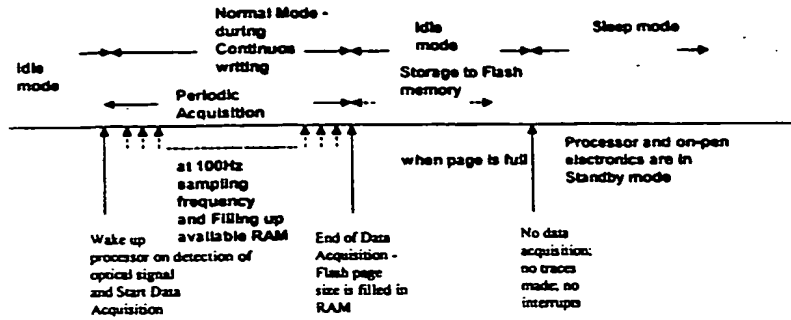 Normal Mode -
during
Continuos
writing
Idle
mode
Sleep mode
Idle
mode
Storage to Flash
memory
Periodic
Acquisition
at 100Hz
sampling
frequency
and Filling up
available RAM
when page is full
Processor and on-pen
electronics are in
Standby mode
Wake up
processor on detection of
optical signal
and Start Data
Acquisition
End of Data
Acquisition -
Flash page
size is filled in
RAM
No data
acquisition;
no traces
made, no
interrupts